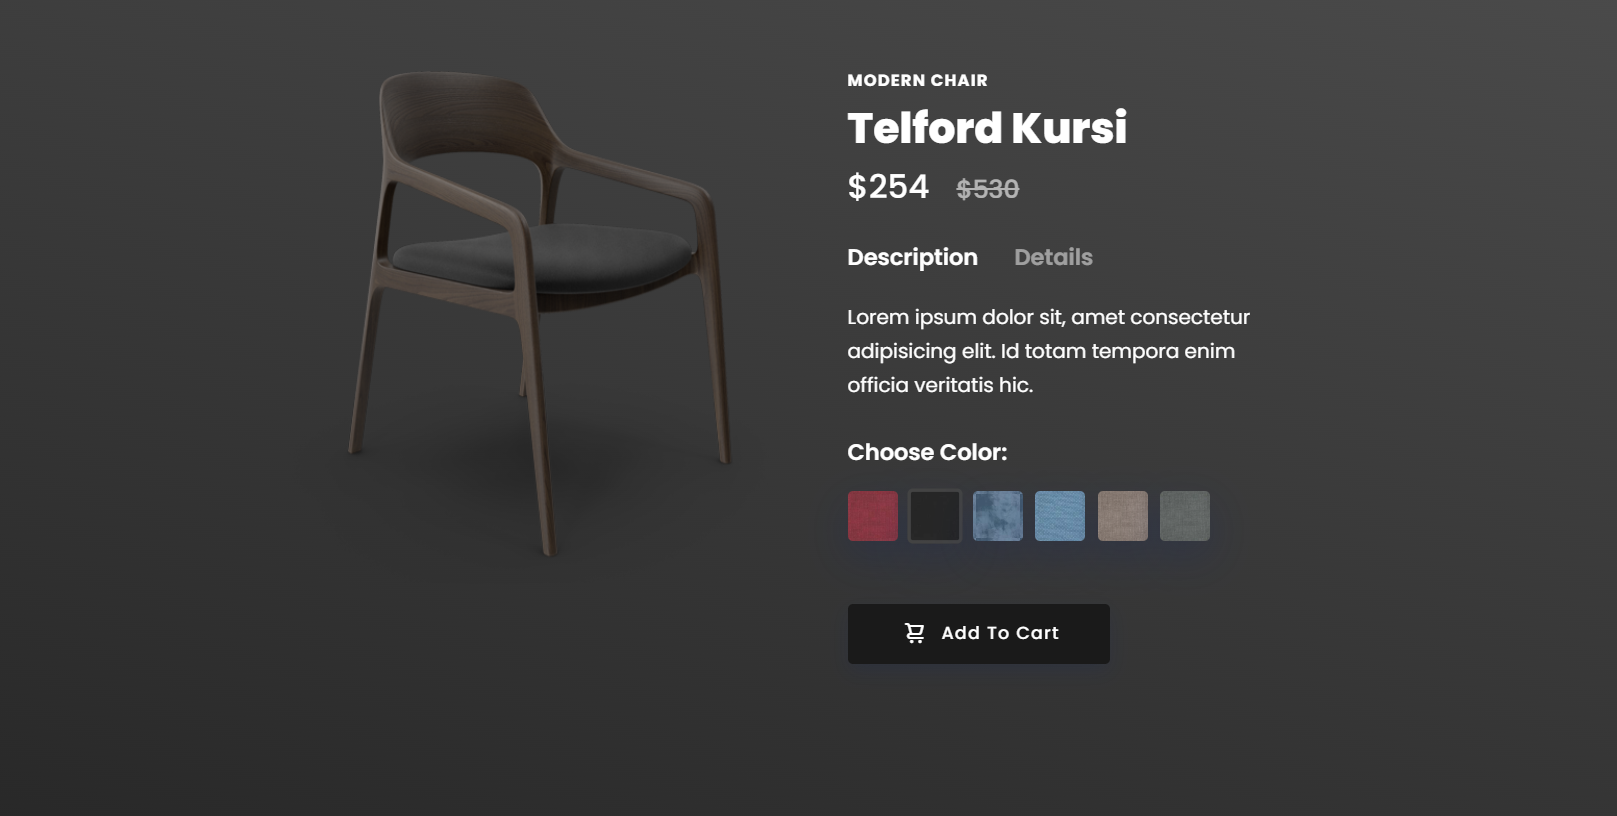 MODERN CHAIR
Telford Kursi
$254 $530
Description Details
Lorem ipsum dolor sit, amet consectetur
adipisicing elit. Id totam tempora enim
officia veritatis hic.
Choose Color:
Add To Cart